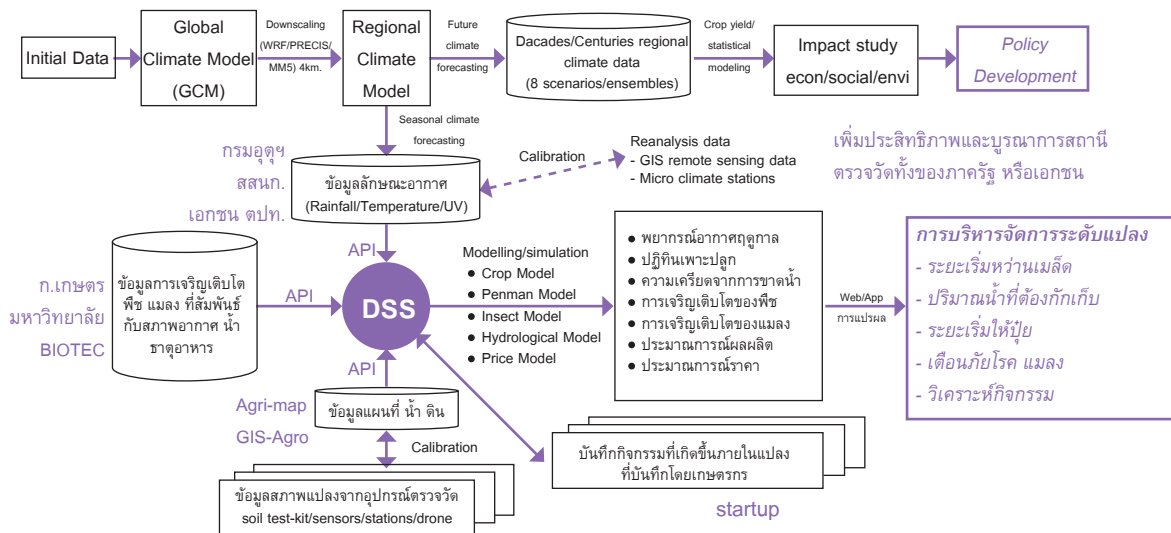 Initial Data
Global
Climate Model
(GCM)
Downscaling
(WRF/PRECIS/
MM5) 4km.
Regional
Climate
Model
Future
climate
forecasting
Dacades/Centuries regional
climate data
(8 scenarios/ensembles)
Crop yield/
statistical
modeling
Impact study
econ/social/envi
Policy
Development
Seasonal climate
forecasting
กรมอุตุฯ
สสนก.
เอกชน ตปท.
ข้อมูลลักษณะอากาศ
(Rainfall/Temperature/UV)
Calibration
Reanalysis data
- GIS remote sensing data
- Micro climate stations
เพิ่มประสิทธิภาพและบูรณาการสถานี
ตรวจวัดทั้งของภาครัฐ หรือเอกชน
API
ก.เกษตร
มหาวิทยาลัย
BIOTEC
ข้อมูลการเจริญเติบโต
พืช แมลง ที่สัมพันธ์
กับสภาพอากาศ น้ำ
ธาตุอาหาร
API
DSS
Modelling/simulation
● Crop Model
● Penman Model
● Insect Model
● Hydrological Model
● Price Model
● พยากรณ์อากาศฤดูกาล
● ปฏิทินเพาะปลูก
● ความเครียดจากการขาดน้ำ
● การเจริญเติบโตของพืช
● การเจริญเติบโตของแมลง
● ประมาณการณ์ผลผลิต
● ประมาณการณ์ราคา
Web/App
การแปรผล
การบริหารจัดการระดับแปลง
- ระยะเริ่มหว่านเมล็ด
- ปริมาณน้ำที่ต้องกักเก็บ
- ระยะเริ่มให้ปุ๋ย
- เตือนภัยโรค แมลง
- วิเคราะห์กิจกรรม
API
Agri-map
GIS-Agro
ข้อมูลแผนที่ น้ำ ดิน
Calibration
ข้อมูลสภาพแปลงจากอุปกรณ์ตรวจวัด
soil test-kit/sensors/stations/drone
บันทึกกิจกรรมที่เกิดขึ้นภายในแปลง
ที่บันทึกโดยเกษตรกร
startup